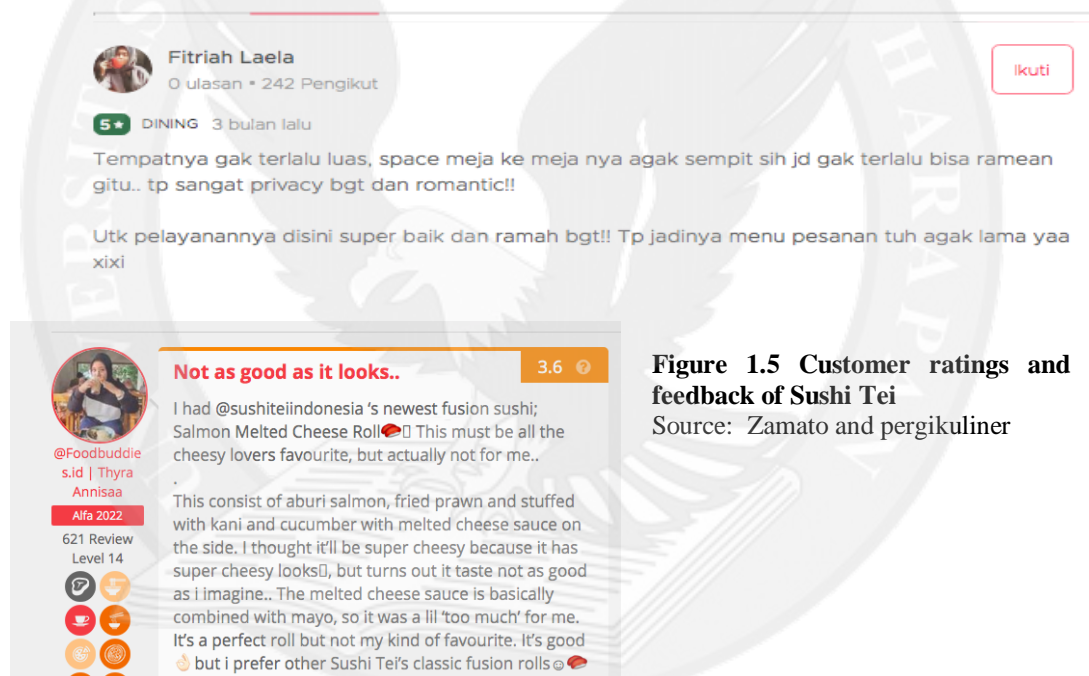 Fitriah Laela
0 ulasan • 242 Pengikut
Ikuti
5★ DINING 3 bulan lalu
Tempatnya gak terlalu luas, space meja ke meja nya agak sempit sih jd gak terlalu bisa ramean
gitu.. tp sangat privacy bgt dan romantic!!
Utk pelayanannya disini super baik dan ramah bgt!! Tp jadinya menu pesanan tuh agak lama yaa
xixi
@Foodbuddie
s.id | Thyra
Annisaa
Alfa 2022
621 Review
Level 14
Not as good as it looks..
3.6 ?
I had @sushiteiindonesia 's newest fusion sushi;
Salmon Melted Cheese Roll🍣▯ This must be all the
cheesy lovers favourite, but actually not for me..
.
This consist of aburi salmon, fried prawn and stuffed
with kani and cucumber with melted cheese sauce on
the side. I thought it'll be super cheesy because it has
super cheesy looks▯, but turns out it taste not as good
as i imagine.. The melted cheese sauce is basically
combined with mayo, so it was a lil 'too much' for me.
It's a perfect roll but not my kind of favourite. It's good
👌🏻but i prefer other Sushi Tei's classic fusion rolls☺🍣
Figure 1.5 Customer ratings and
feedback of Sushi Tei
Source: Zamato and pergikuliner